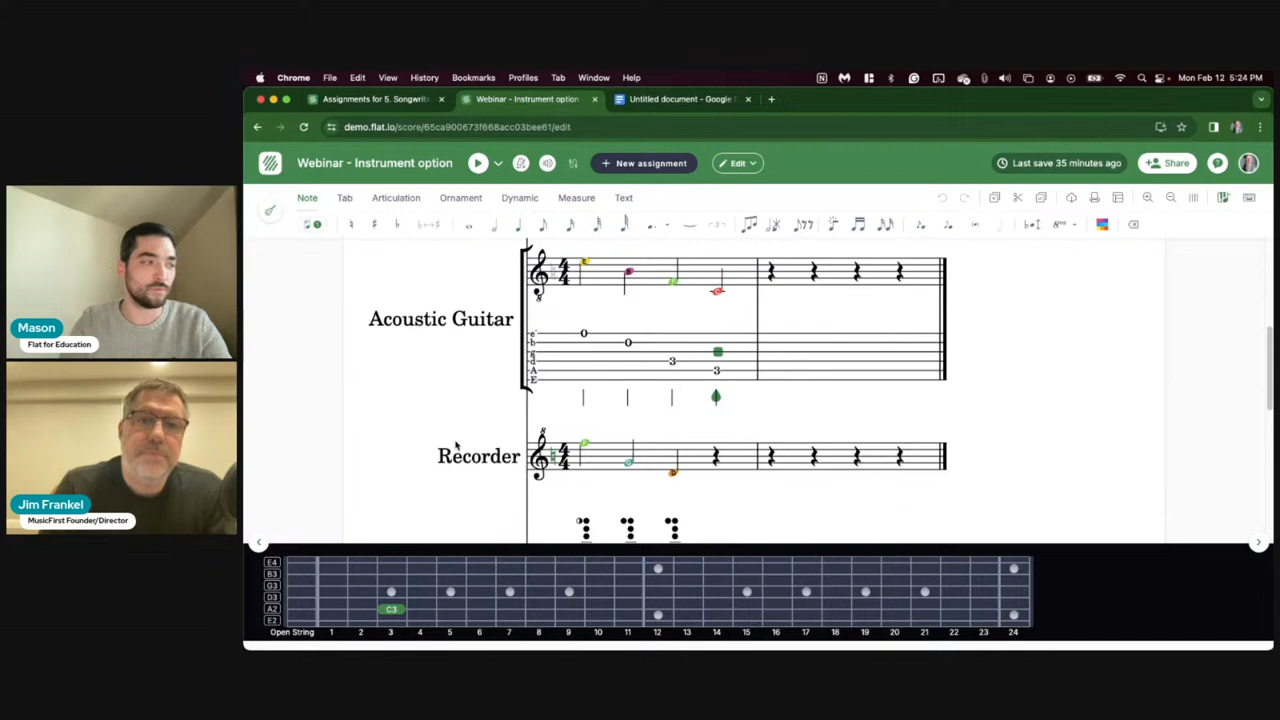 Chrome File Edit View History Bookmarks Profiles Tab Window Help Mon Feb 12 5:24 PM
Assignments for 5. Songwrit
Webinar - Instrument option
Untitled document - Google D
demo.flat.io/score/65ca900673f668acc03bee61/edit
Webinar - Instrument option
New assignment
Edit
Last save 35 minutes ago
Share
Note Tab Articulation Ornament Dynamic Measure Text
Mason
Flat for Education
Jim Frankel
MusicFirst Founder/Director
Acoustic Guitar
e'
b
g
d
A
E
0
0
3
3
Recorder
E4
B3
G3
D3
A2 C3
E2
Open String 1 2 3 4 5 6 7 8 9 10 11 12 13 14 15 16 17 18 19 20 21 22 23 24